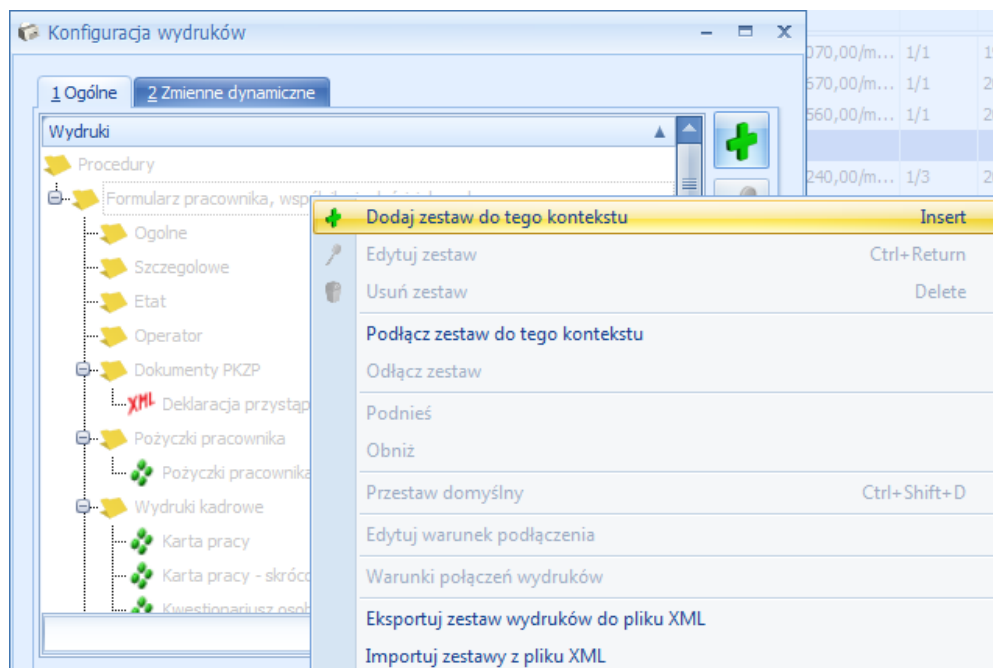 Konfiguracja wydruków
1 Ogólne
2 Zmienne dynamiczne
Wydruki
Procedury
Formularz pracownika,
Ogolne
Szczegolowe
Etat
Operator
Dokumenty PKZP
XML Deklaracja
Pożyczki pracownika
Pożyczki pracownika
Wydruki kadrowe
Karta pracy
Karta pracy -
Kwestionariusz
Dodaj zestaw do tego kontekstu Insert
Edytuj zestaw Ctrl+Return
Usuń zestaw Delete
Podłącz zestaw do tego kontekstu
Odłącz zestaw
Podnieś
Obniż
Przestaw domyślny Ctrl+Shift+D
Edytuj warunek podłączenia
Warunki połączeń wydruków
Eksportuj zestaw wydruków do pliku XML
Importuj zestawy z pliku XML
070,00/m... 1/1
570,00/m... 1/1
560,00/m... 1/1
240,00/m... 1/3